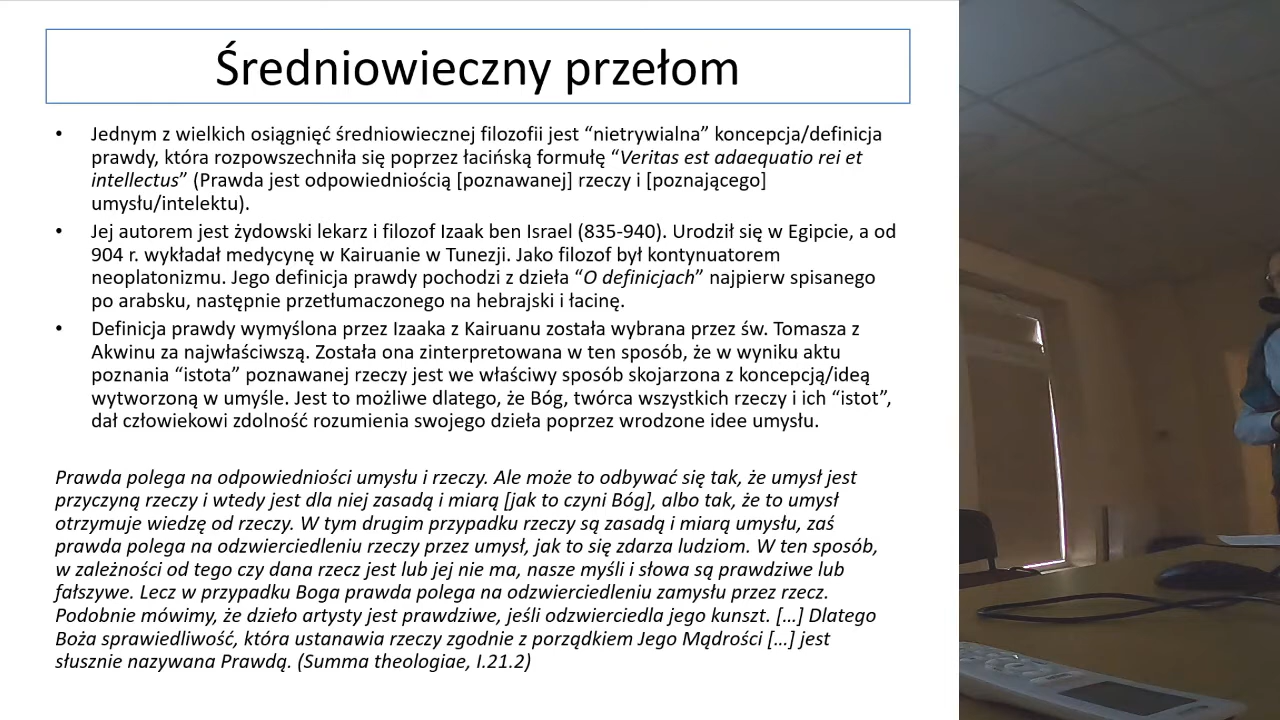 Średniowieczny przełom
• Jednym z wielkich osiągnięć średniowiecznej filozofii jest “nietrywialna” koncepcja/definicja
prawdy, która rozpowszechniła się poprzez łacińską formułę “Veritas est adaequatio rei et
intellectus” (Prawda jest odpowiedniością [poznawanej] rzeczy i [poznającego]
umysłu/intelektu).
• Jej autorem jest żydowski lekarz i filozof Izaak ben Israel (835-940). Urodził się w Egipcie, a od
904 r. wykładał medycynę w Kairuanie w Tunezji. Jako filozof był kontynuatorem
neoplatonizmu. Jego definicja prawdy pochodzi z dzieła “O definicjach” najpierw spisanego
po arabsku, następnie przetłumaczonego na hebrajski i łacinę.
• Definicja prawdy wymyślona przez Izaaka z Kairuanu została wybrana przez św. Tomasza z
Akwinu za najwłaściwszą. Została ona zinterpretowana w ten sposób, że w wyniku aktu
poznania “istota” poznawanej rzeczy jest we właściwy sposób skojarzona z koncepcją/ideą
wytworzoną w umyśle. Jest to możliwe dlatego, że Bóg, twórca wszystkich rzeczy i ich “istot”,
dał człowiekowi zdolność rozumienia swojego dzieła poprzez wrodzone idee umysłu.
Prawda polega na odpowiedniości umysłu i rzeczy. Ale może to odbywać się tak, że umysł jest
przyczyną rzeczy i wtedy jest dla niej zasadą i miarą [jak to czyni Bóg], albo tak, że to umysł
otrzymuje wiedzę od rzeczy. W tym drugim przypadku rzeczy są zasadą i miarą umysłu, zaś
prawda polega na odzwierciedleniu rzeczy przez umysł, jak to się zdarza ludziom. W ten sposób,
w zależności od tego czy dana rzecz jest lub jej nie ma, nasze myśli i słowa są prawdziwe lub
fałszywe. Lecz w przypadku Boga prawda polega na odzwierciedleniu zamysłu przez rzecz.
Podobnie mówimy, że dzieło artysty jest prawdziwe, jeśli odzwierciedla jego kunszt. […] Dlatego
Boża sprawiedliwość, która ustanawia rzeczy zgodnie z porządkiem Jego Mądrości […] jest
słusznie nazywana Prawdą. (Summa theologiae, I.21.2)